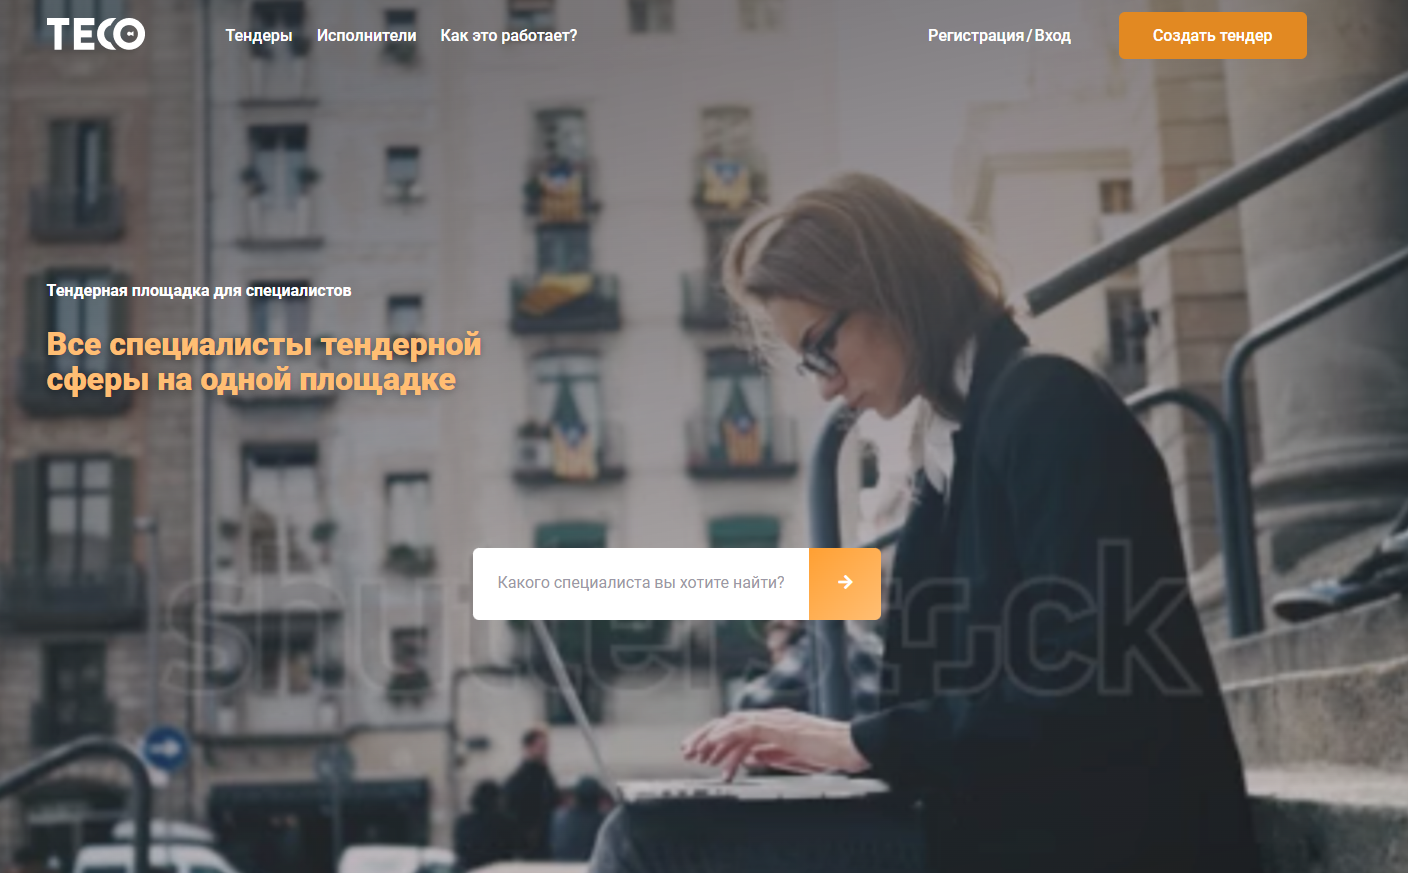 TECO
Тендеры
Исполнители
Как это работает?
Регистрация / Вход
Создать тендер
Тендерная площадка для специалистов
Все специалисты тендерной
сферы на одной площадке
Какого специалиста вы хотите найти?
shutterstock